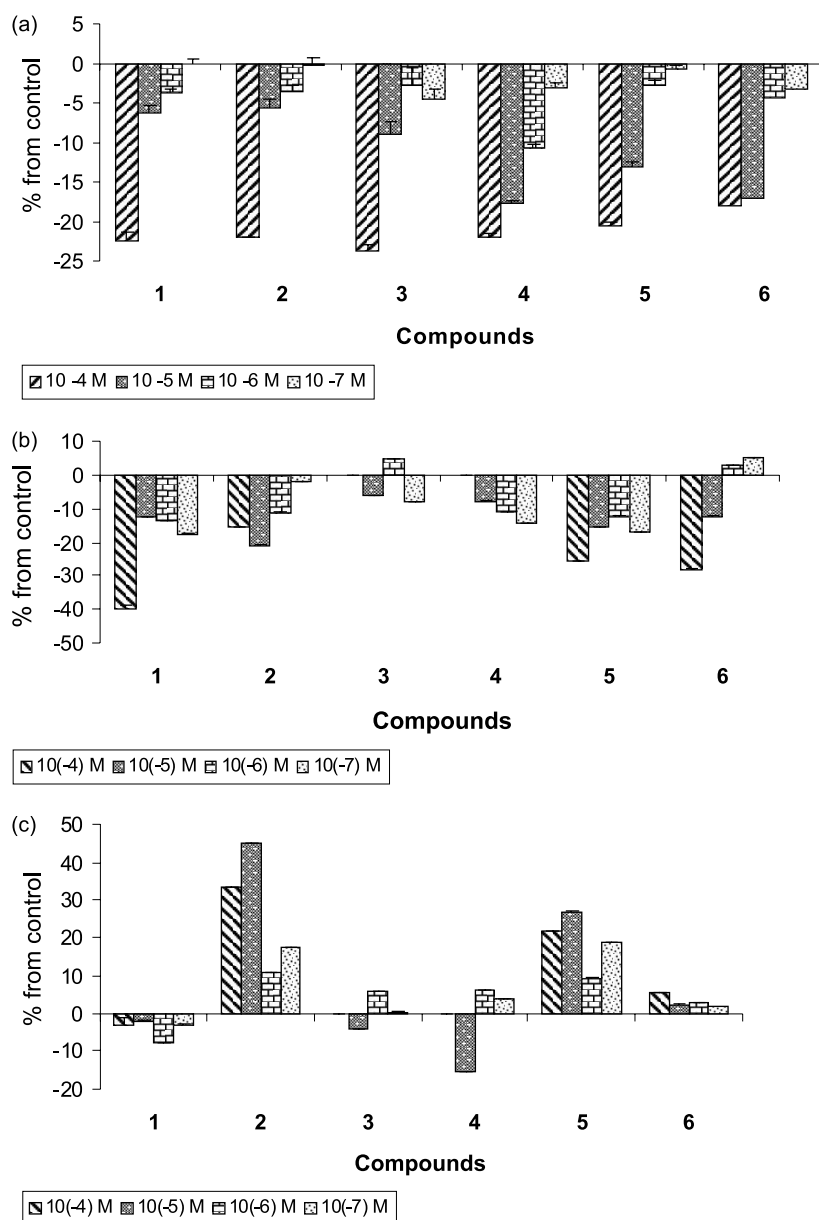 (a)
5
0
-5
-10
-15
-20
-25
% from control
1 2 3 4 5 6
Compounds
10 -4 M 10 -5 M 10 -6 M 10 -7 M
(b)
10
0
-10
-20
-30
-40
-50
% from control
1 2 3 4 5 6
Compounds
10(-4) M 10(-5) M 10(-6) M 10(-7) M
(c)
50
40
30
20
10
0
-10
-20
% from control
1 2 3 4 5 6
Compounds
10(-4) M 10(-5) M 10(-6) M 10(-7) M